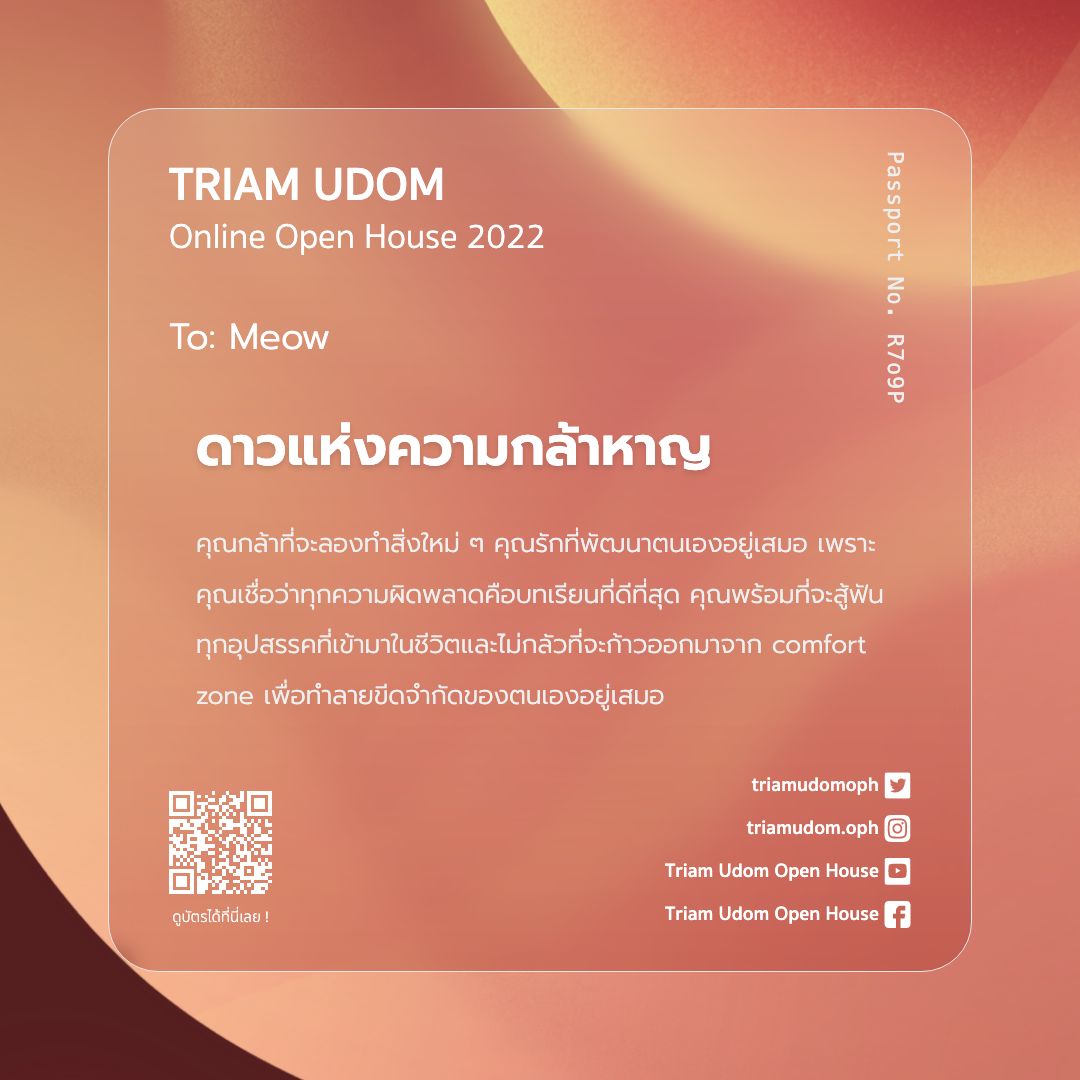 TRIAM UDOM
Online Open House 2022
Passport No. R7o9P
To: Meow
ดาวแห่งความกล้าหาญ
คุณกล้าที่จะลองทำสิ่งใหม่ ๆ คุณรักที่พัฒนาตนเองอยู่เสมอ เพราะ
คุณเชื่อว่าทุกความผิดพลาดคือบทเรียนที่ดีที่สุด คุณพร้อมที่จะสู้ฟัน
ทุกอุปสรรคที่เข้ามาในชีวิตและไม่กลัวที่จะก้าวออกมาจาก comfort
zone เพื่อทำลายขีดจำกัดของตนเองอยู่เสมอ
triamudomoph
triamudom.oph
Triam Udom Open House
Triam Udom Open House
ดูบัตรได้ที่นี่เลย !